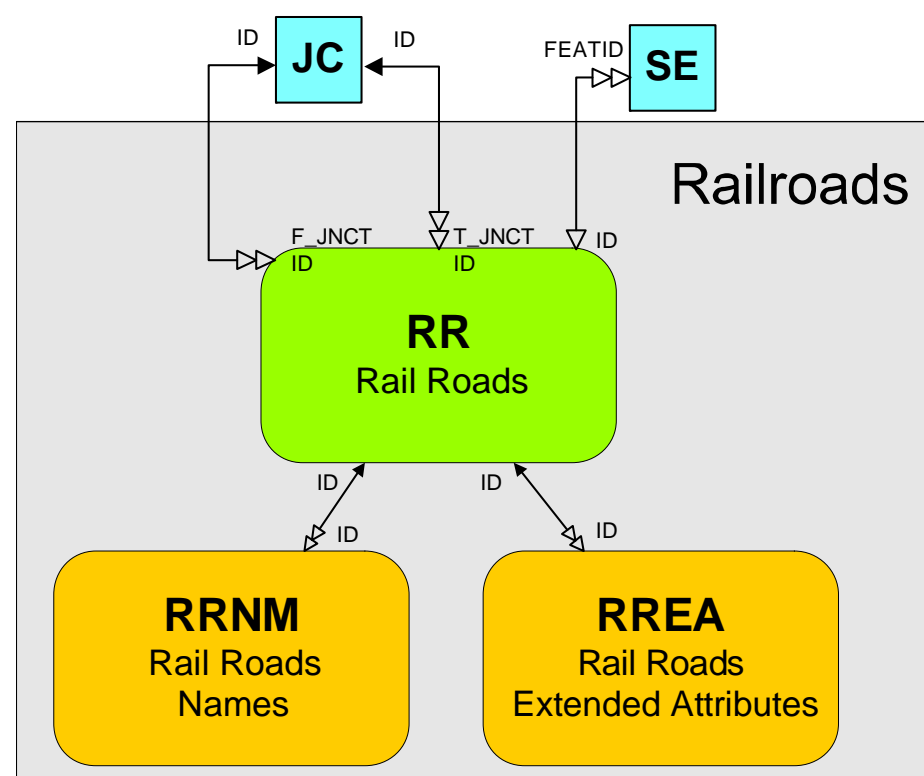 ID
JC
ID
FEATID
SE
Railroads
F_JNCT
ID
T_JNCT
ID
ID
RR
Rail Roads
ID
ID
ID
ID
RRNM
Rail Roads
Names
RREA
Rail Roads
Extended Attributes